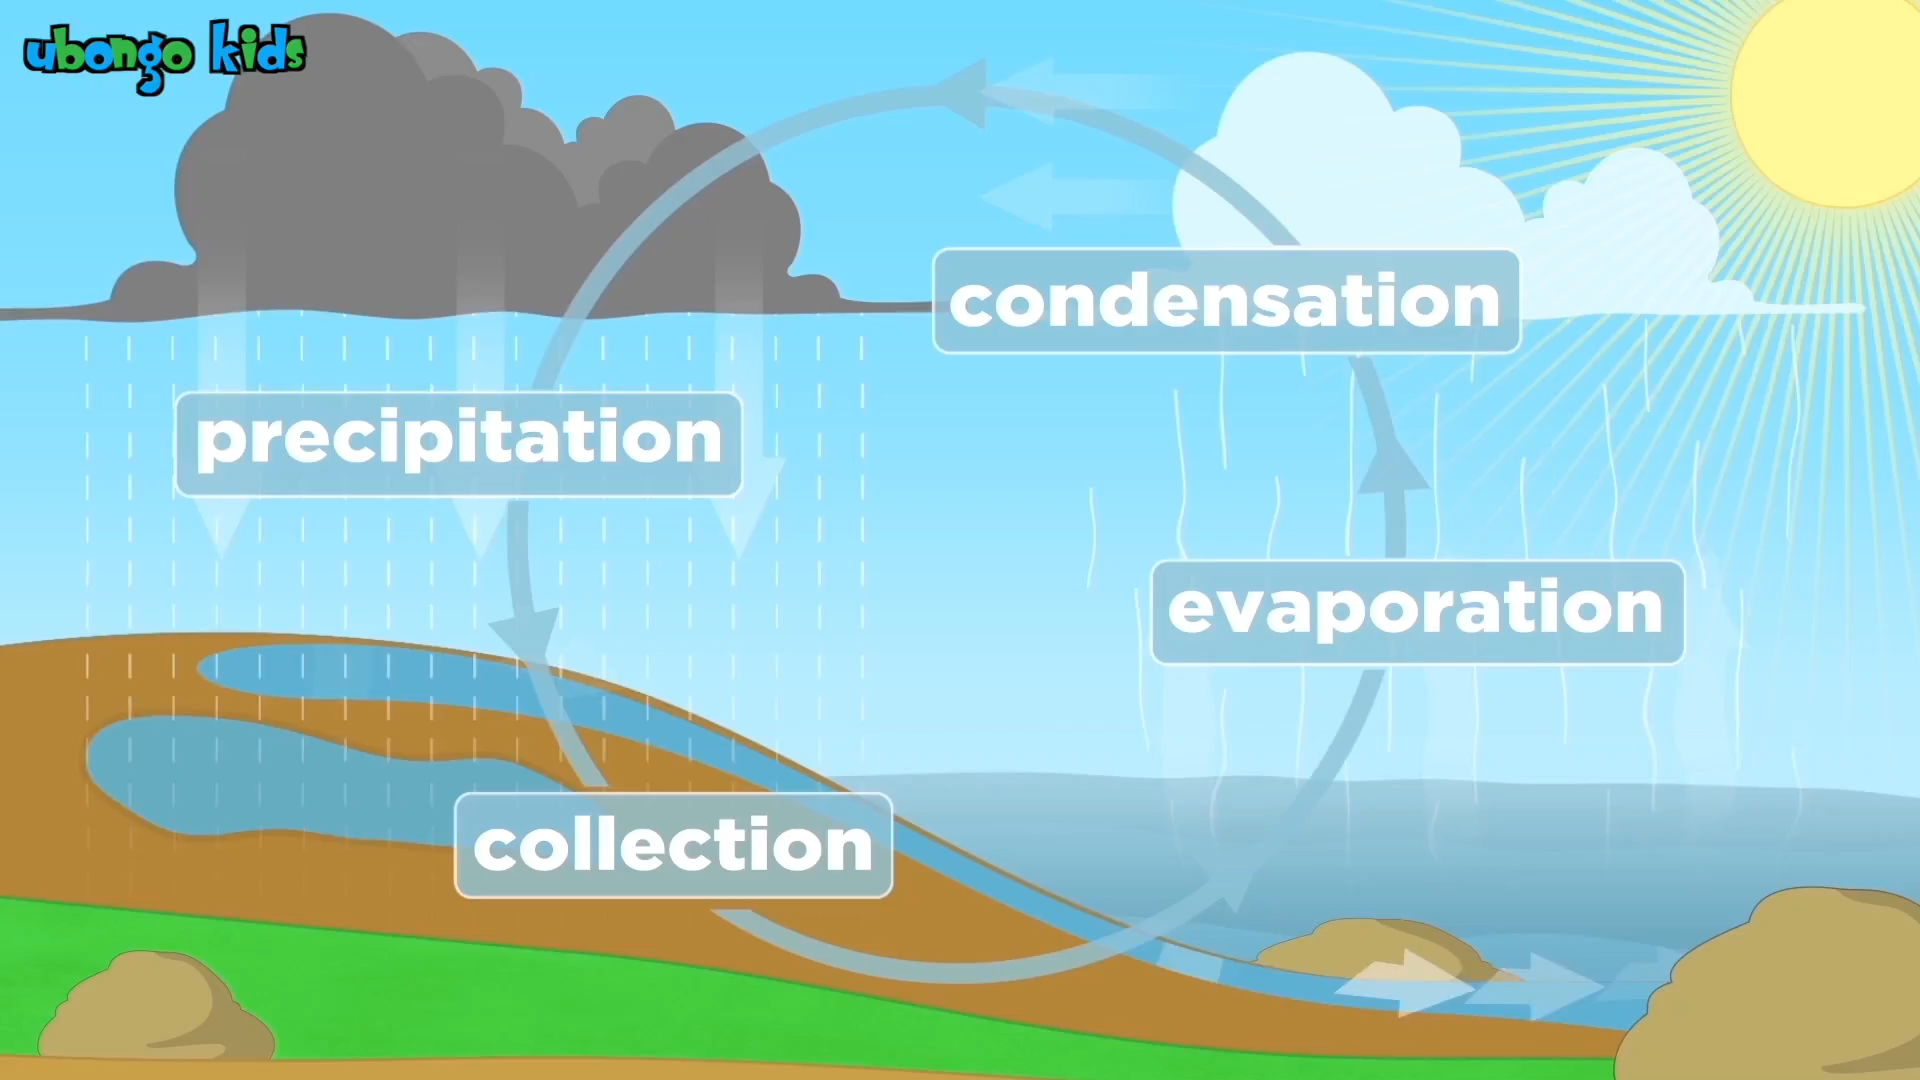 ubongo kids
condensation
precipitation
evaporation
collection